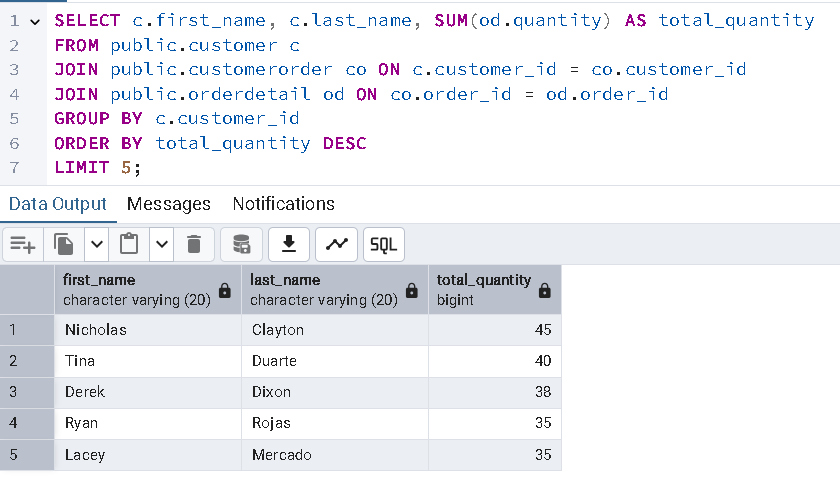 1 SELECT c.first_name, c.last_name, SUM(od.quantity) AS total_quantity
2 FROM public.customer c
3 JOIN public.customerorder co ON c.customer_id = co.customer_id
4 JOIN public.orderdetail od ON co.order_id = od.order_id
5 GROUP BY c.customer_id
6 ORDER BY total_quantity DESC
7 LIMIT 5;
Data Output Messages Notifications
SQL
first_name last_name total_quantity
character varying (20) character varying (20) bigint
1 Nicholas Clayton 45
2 Tina Duarte 40
3 Derek Dixon 38
4 Ryan Rojas 35
5 Lacey Mercado 35